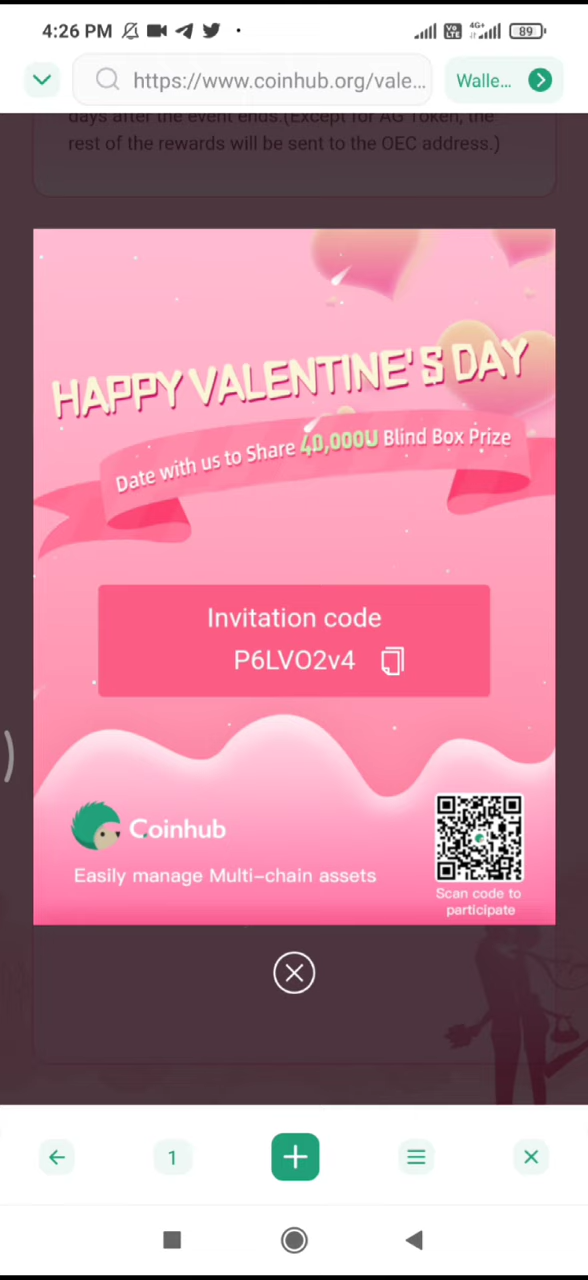 4:26 PM
Vo
LTE
4G+
89
https://www.coinhub.org/vale...
Walle...
days after the event ends.(Except for AG Token, the
rest of the rewards will be sent to the OEC address.)
HAPPY VALENTINE'S DAY
Date with us to Share 40,000U Blind Box Prize
Invitation code
P6LVO2v4
Coinhub
Easily manage Multi-chain assets
Scan code to
participate
1